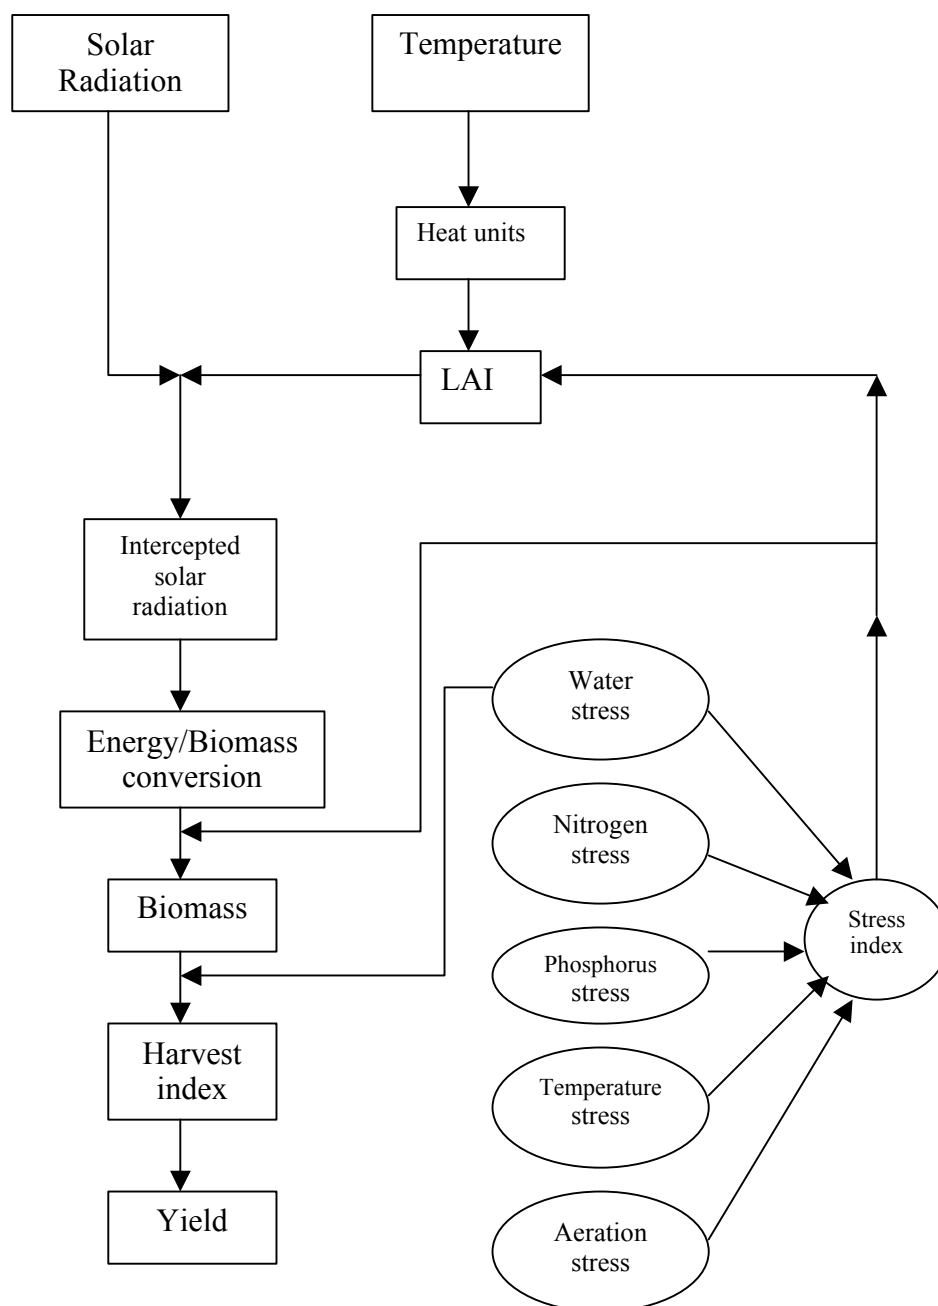 Solar
Radiation
Temperature
Heat units
LAI
Intercepted
solar
radiation
Energy/Biomass
conversion
Biomass
Harvest
index
Yield
Water
stress
Nitrogen
stress
Phosphorus
stress
Temperature
stress
Aeration
stress
Stress
index